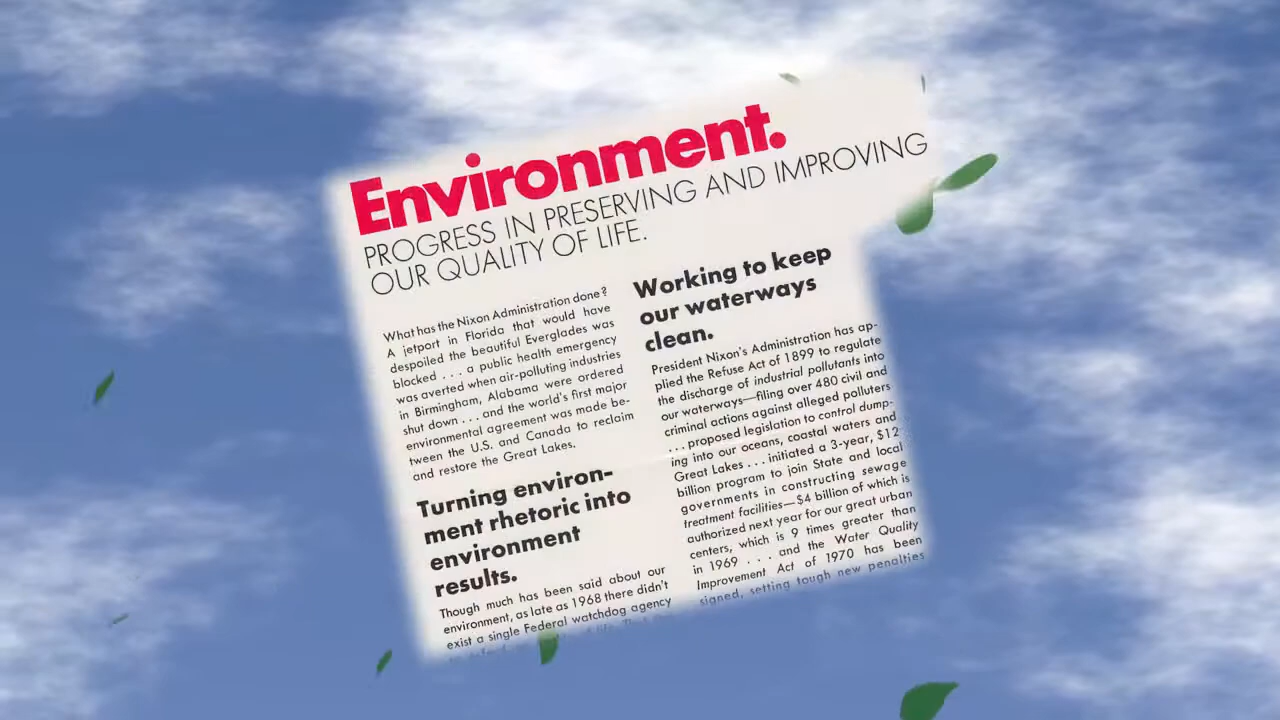 Environment.
PROGRESS IN PRESERVING AND IMPROVING
OUR QUALITY OF LIFE.
What has the Nixon Administration done?
A jetport in Florida that would have
despoiled the beautiful Everglades was
blocked . . . a public health emergency
was averted when air-polluting industries
in Birmingham, Alabama were ordered
shut down . . . and the world's first major
environmental agreement was made be-
tween the U.S. and Canada to reclaim
and restore the Great Lakes.
Turning environ-
ment rhetoric into
environment
results.
Though much has been said about our
environment, as late as 1968 there didn't
exist a single Federal watchdog agency
Working to keep
our waterways
clean.
President Nixon's Administration has ap-
plied the Refuse Act of 1899 to regulate
the discharge of industrial pollutants into
our waterways—filing over 480 civil and
criminal actions against alleged polluters
. . . proposed legislation to control dump-
ing into our oceans, coastal waters and
Great Lakes . . . initiated a 3-year, $12
billion program to join State and local
governments in constructing sewage
treatment facilities—$4 billion of which is
authorized next year for our great urban
centers, which is 9 times greater than
in 1969 . . . and the Water Quality
Improvement Act of 1970 has been
signed, setting tough new penalties